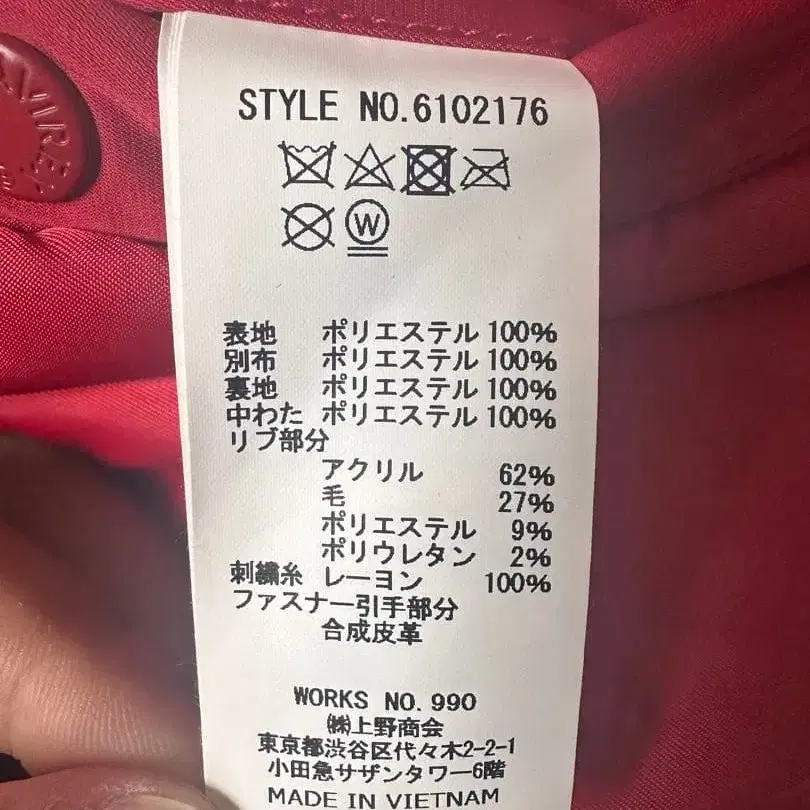 STYLE NO.6102176
W
表地 ポリエステル 100%
別布 ポリエステル 100%
裏地 ポリエステル 100%
中わた ポリエステル 100%
リブ部分
アクリル 62%
毛 27%
ポリエステル 9%
ポリウレタン 2%
刺繍糸 レーヨン 100%
ファスナー引手部分
合成皮革
WORKS NO.990
㈱上野商会
東京都渋谷区代々木2-2-1
小田急サザンタワー6階
MADE IN VIETNAM